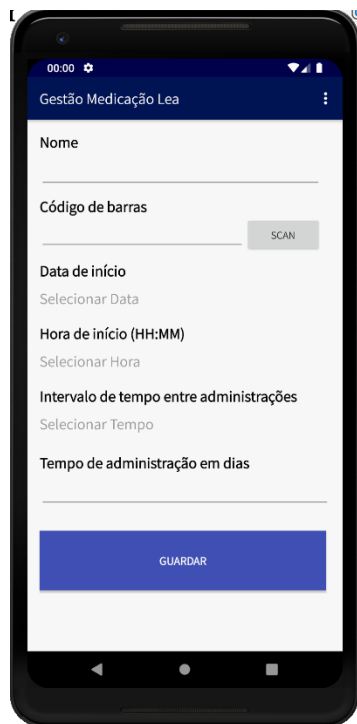 00:00
Gestão Medicação Lea
Nome
Código de barras
SCAN
Data de início
Selecionar Data
Hora de início (HH:MM)
Selecionar Hora
Intervalo de tempo entre administrações
Selecionar Tempo
Tempo de administração em dias
GUARDAR